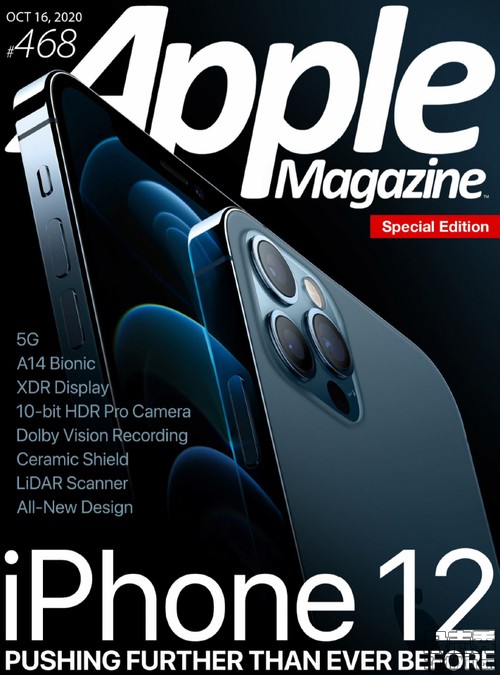 OCT 16, 2020
#468
Apple
Magazine™
Special Edition
5G
A14 Bionic
XDR Display
10-bit HDR Pro Camera
Dolby Vision Recording
Ceramic Shield
LiDAR Scanner
All-New Design
iPhone 12
PUSHING FURTHER THAN EVER BEFORE